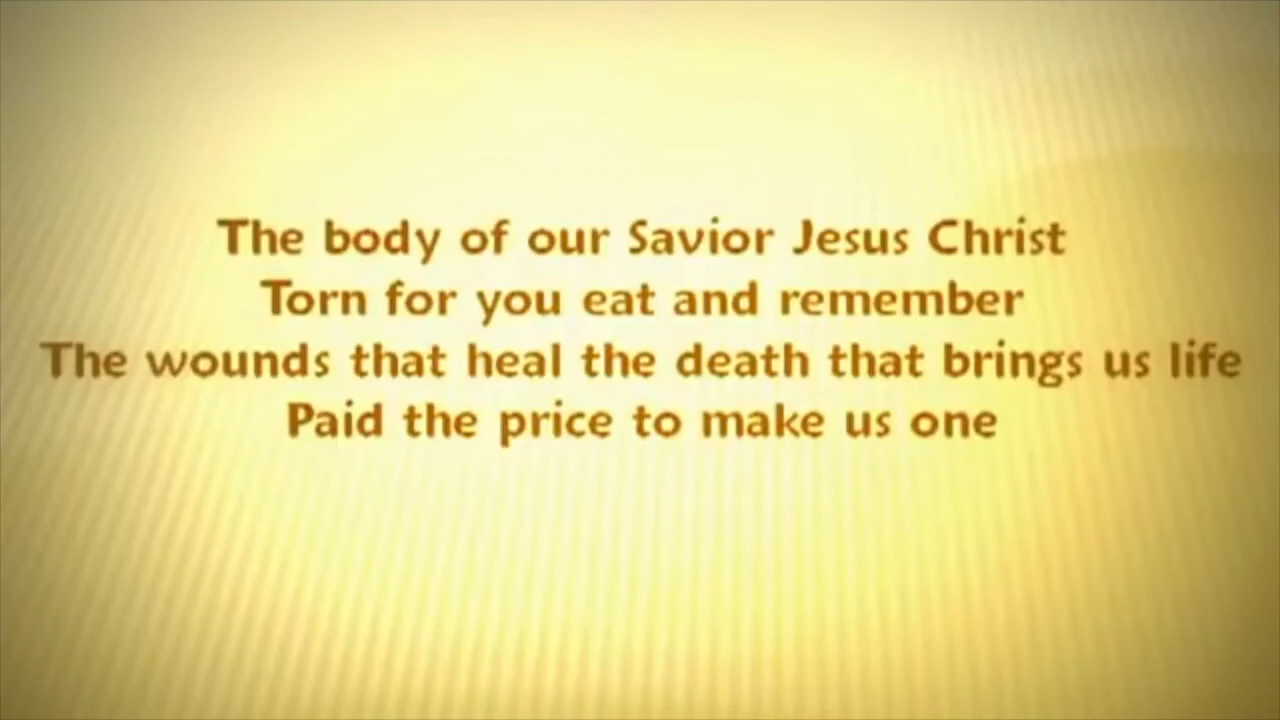 The body of our Savior Jesus Christ
Torn for you eat and remember
The wounds that heal the death that brings us life
Paid the price to make us one